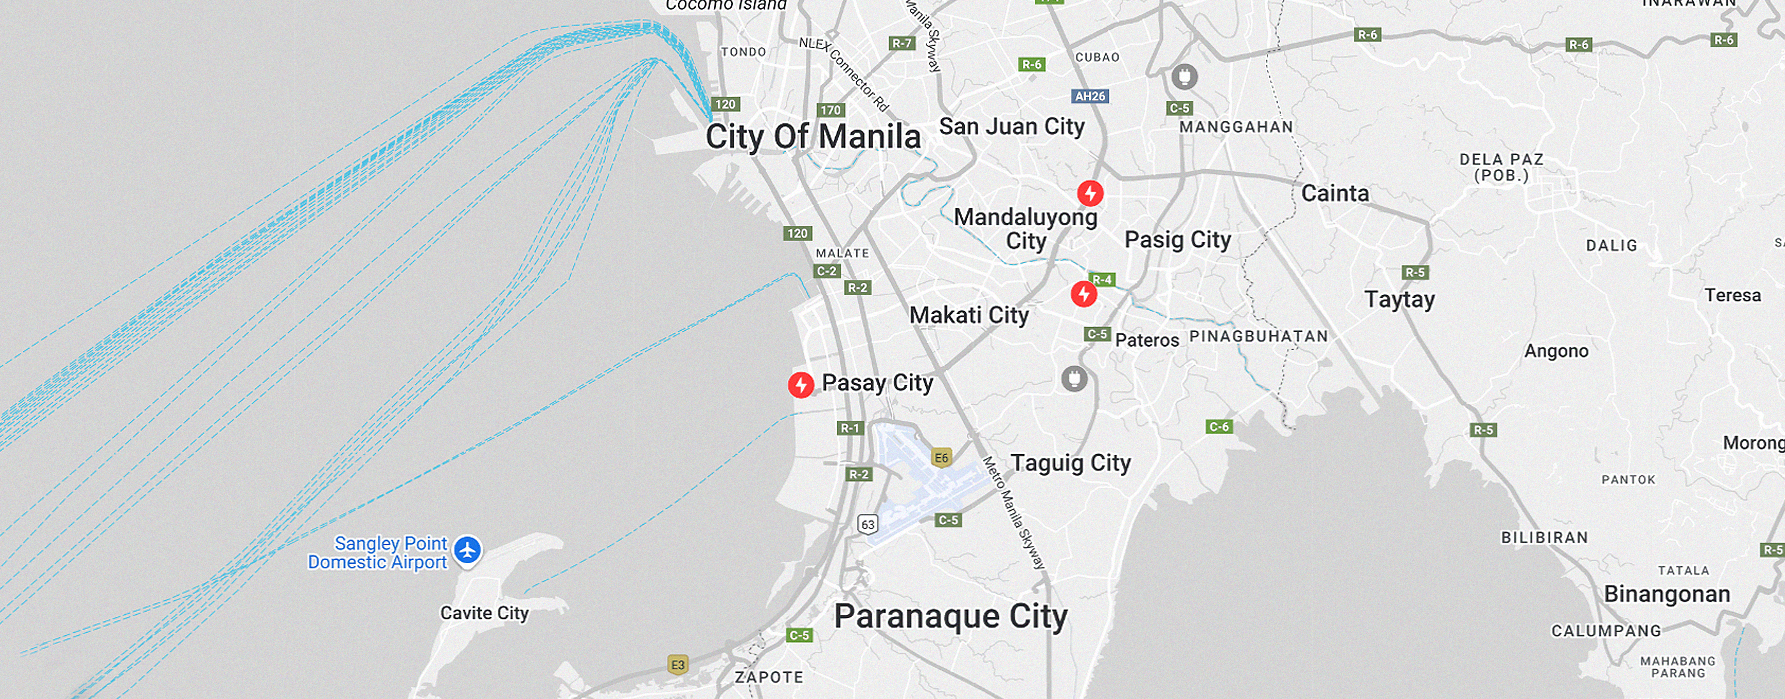 Cocomo Island
INARAWAN
TONDO
NLEX Connector Rd
Manila Skyway
R-7
CUBAO
R-6
R-6
R-6
R-6
AH26
120
170
C-5
City Of Manila
San Juan City
MANGGAHAN
DELA PAZ
(POB.)
Cainta
Mandaluyong
City
Pasig City
120
MALATE
DALIG
C-2
R-2
R-4
R-5
Makati City
Taytay
Teresa
C-5
Pateros
PINAGBUHATAN
Angono
Pasay City
R-1
C-6
R-5
Morong
E6
Metro Manila Skyway
Taguig City
R-2
PANTOK
63
C-5
Sangley Point
Domestic Airport
BILIBIRAN
R-5
TATALA
Cavite City
Paranaque City
Binangonan
C-5
CALUMPANG
E3
ZAPOTE
MAHABANG
PARANG